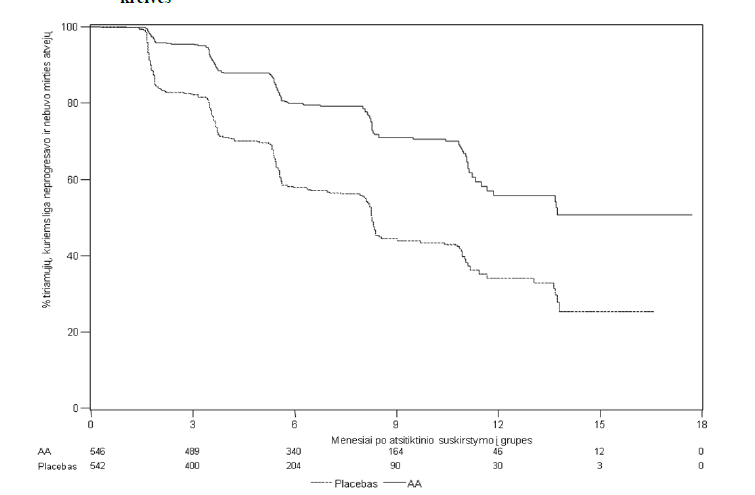 kreivės
% tiriamųjų, kuriems liga neprogresavo ir nebuvo mirties atvejų
100
80
60
40
20
0
0 3 6 9 12 15 18
Mėnesiai po atsitiktinio suskirstymo į grupes
AA 546 489 340 164 46 12 0
Placebas 542 400 204 90 30 3 0
Placebas AA